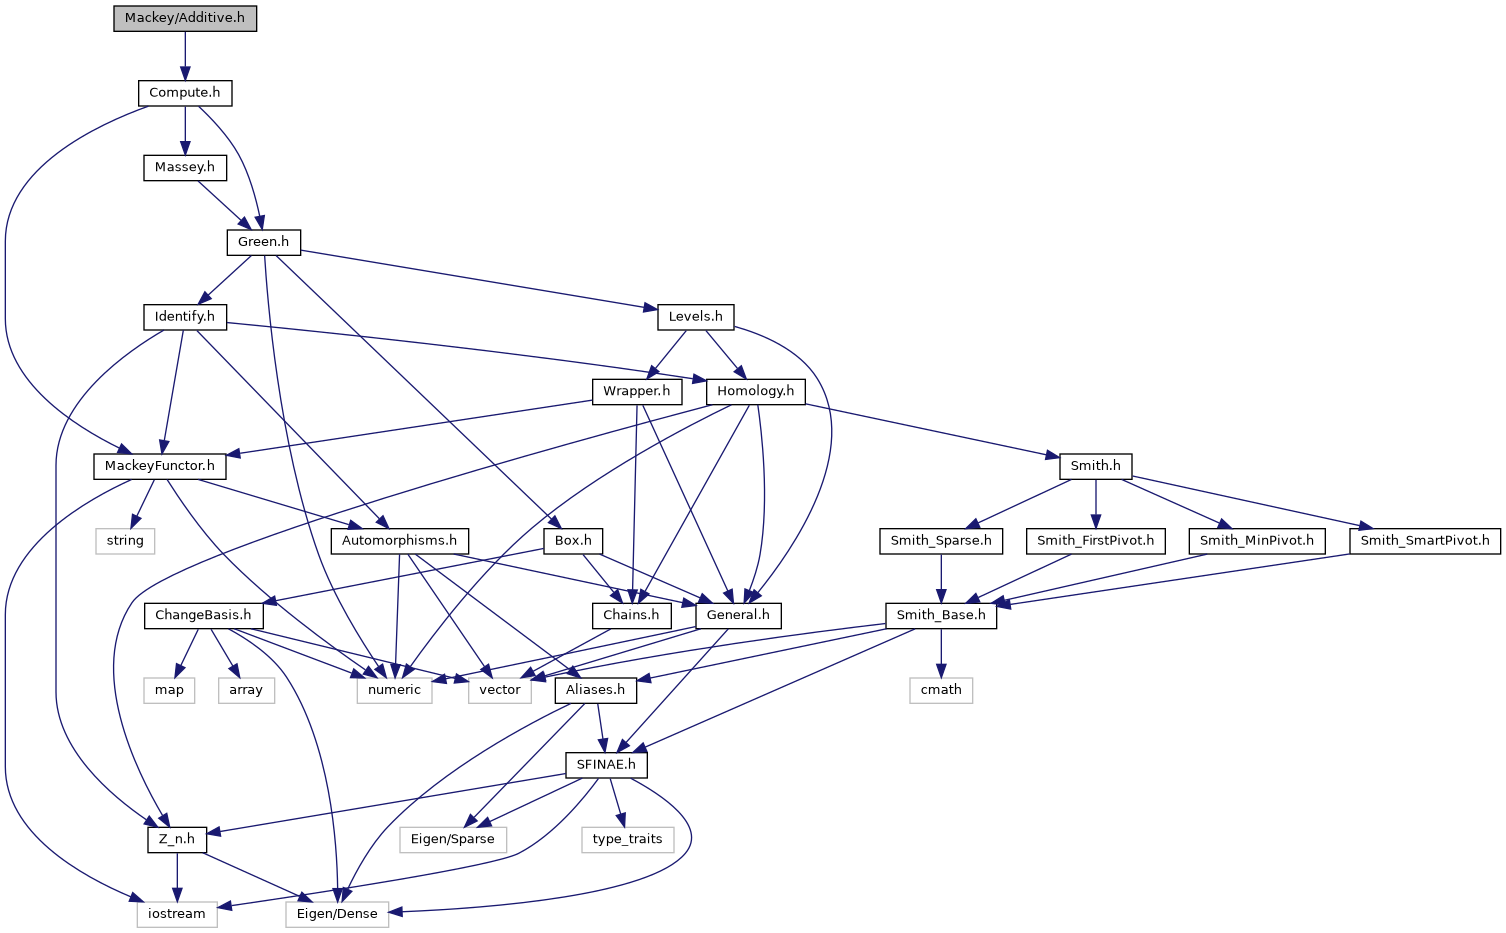 Mackey/Additive.h
Compute.h
Massey.h
Green.h
Identify.h
Levels.h
Wrapper.h
Homology.h
MackeyFunctor.h
Smith.h
string
Automorphisms.h
Box.h
Smith_Sparse.h
Smith_FirstPivot.h
Smith_MinPivot.h
Smith_SmartPivot.h
ChangeBasis.h
Chains.h
General.h
Smith_Base.h
map
array
numeric
vector
Aliases.h
cmath
SFINAE.h
Z_n.h
Eigen/Sparse
type_traits
iostream
Eigen/Dense